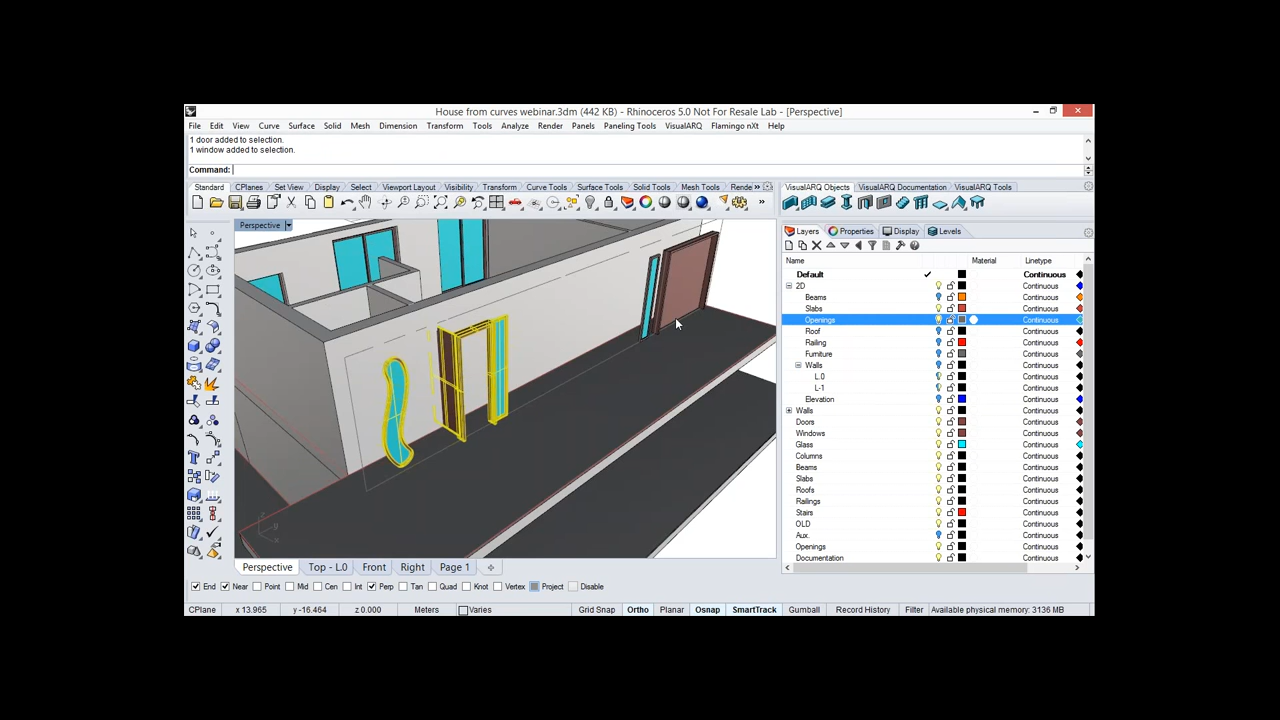 House from curves webinar.3dm (442 KB) - Rhinoceros 5.0 Not For Resale Lab - [Perspective]
File Edit View Curve Surface Solid Mesh Dimension Transform Tools Analyze Render Panels Paneling Tools VisualARQ Flamingo nXt Help
1 door added to selection.
1 window added to selection.
Command:
Standard CPlanes Set View Display Select Viewport Layout Visibility Transform Curve Tools Surface Tools Solid Tools Mesh Tools Rende »
VisualARQ Objects VisualARQ Documentation VisualARQ Tools
Perspective
Layers Properties Display Levels
Name Material Linetype
Default Continuous
2D Continuous
Beams Continuous
Slabs Continuous
Openings Continuous
Roof Continuous
Railing Continuous
Furniture Continuous
Walls Continuous
L.0 Continuous
L-1 Continuous
Elevation Continuous
Walls Continuous
Doors Continuous
Windows Continuous
Glass Continuous
Columns Continuous
Beams Continuous
Slabs Continuous
Roofs Continuous
Railings Continuous
Stairs Continuous
OLD Continuous
Aux. Continuous
Openings Continuous
Documentation Continuous
Perspective Top - L.0 Front Right Page 1
End Near Point Mid Cen Int Perp Tan Quad Knot Vertex Project Disable
CPlane x 13.965 y -16.464 z 0.000 Meters Varies Grid Snap Ortho Planar Osnap SmartTrack Gumball Record History Filter Available physical memory: 3136 MB